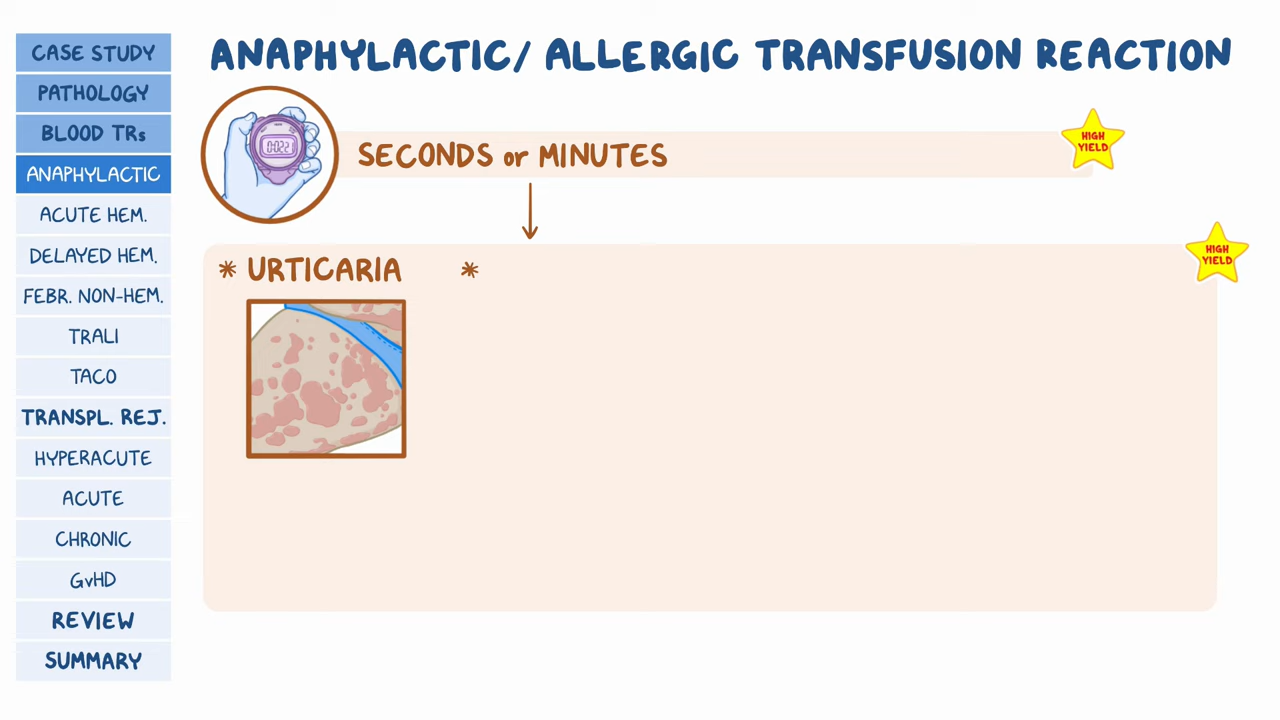 CASE STUDY
PATHOLOGY
BLOOD TRs
ANAPHYLACTIC
ACUTE HEM.
DELAYED HEM.
FEBR. NON-HEM.
TRALI
TACO
TRANSPL. REJ.
HYPERACUTE
ACUTE
CHRONIC
GvHD
REVIEW
SUMMARY
ANAPHYLACTIC/ ALLERGIC TRANSFUSION REACTION
0:022
SECONDS or MINUTES
HIGH
YIELD
HIGH
YIELD
* URTICARIA *